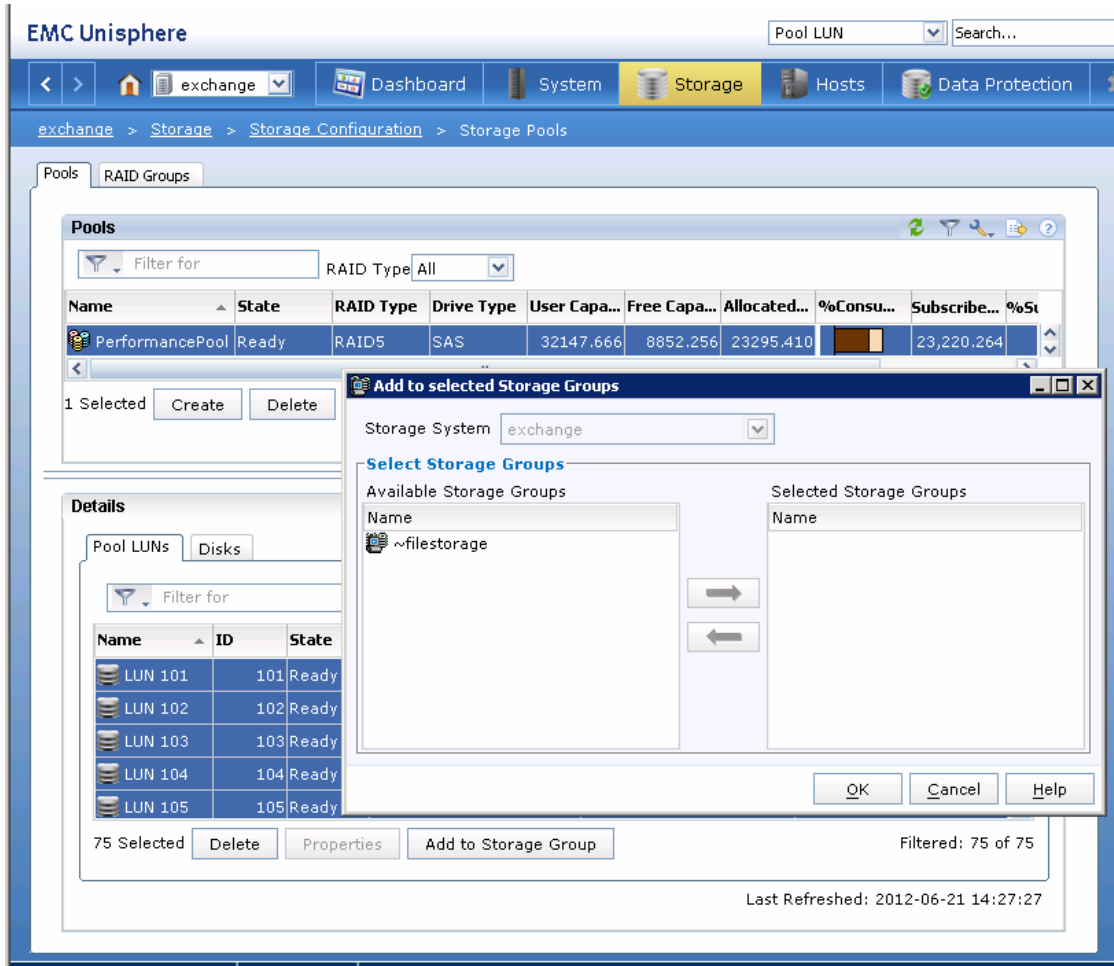 EMC Unisphere
Pool LUN
Search...
exchange
Dashboard
System
Storage
Hosts
Data Protection
exchange > Storage > Storage Configuration > Storage Pools
Pools
RAID Groups
Pools
Filter for
RAID Type All
Name State RAID Type Drive Type User Capa... Free Capa... Allocated... %Consu... Subscribe... %Su
PerformancePool Ready RAID5 SAS 32147.666 8852.256 23295.410 23,220.264
1 Selected Create Delete
Add to selected Storage Groups
Storage System exchange
Select Storage Groups
Available Storage Groups
Selected Storage Groups
Name
Name
~filestorage
OK Cancel Help
Details
Pool LUNs
Disks
Filter for
Name ID State
LUN 101 101 Ready
LUN 102 102 Ready
LUN 103 103 Ready
LUN 104 104 Ready
LUN 105 105 Ready
75 Selected Delete Properties Add to Storage Group Filtered: 75 of 75
Last Refreshed: 2012-06-21 14:27:27